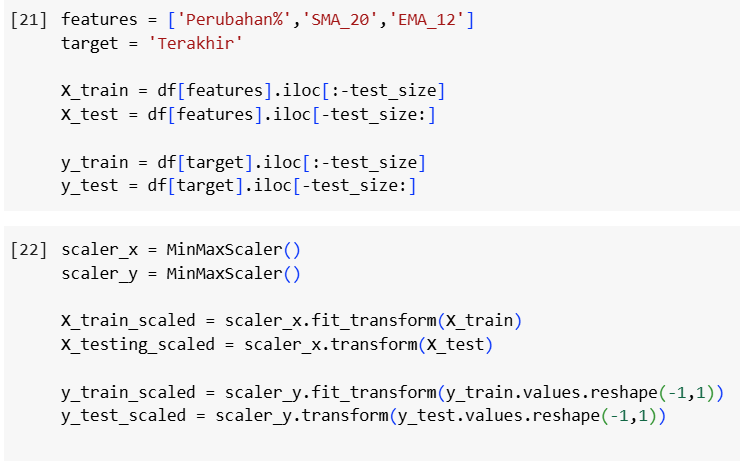 [21] features = ['Perubahan%','SMA_20','EMA_12']
target = 'Terakhir'
X_train = df[features].iloc[:-test_size]
X_test = df[features].iloc[-test_size:]
y_train = df[target].iloc[:-test_size]
y_test = df[target].iloc[-test_size:]
[22] scaler_x = MinMaxScaler()
scaler_y = MinMaxScaler()
X_train_scaled = scaler_x.fit_transform(X_train)
X_testing_scaled = scaler_x.transform(X_test)
y_train_scaled = scaler_y.fit_transform(y_train.values.reshape(-1,1))
y_test_scaled = scaler_y.transform(y_test.values.reshape(-1,1))